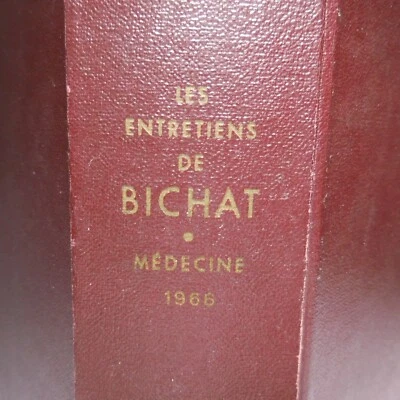 LES
ENTRETIENS
DE
BICHAT
•
MÉDECINE
1966